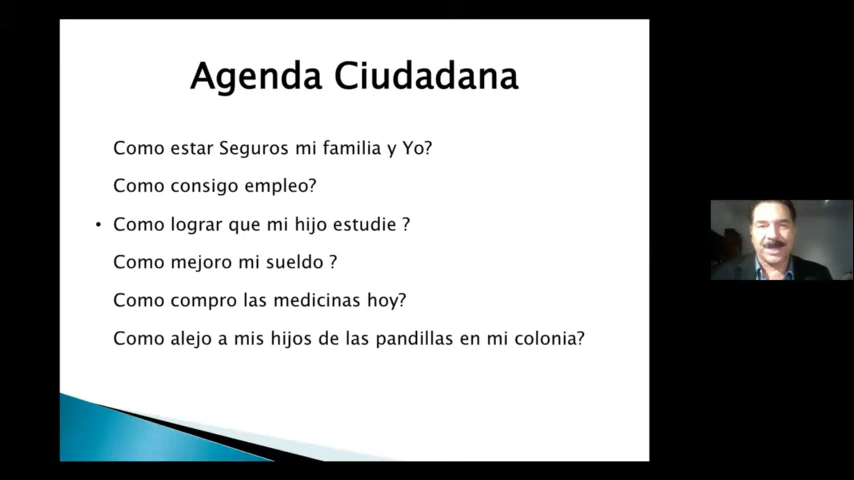 Agenda Ciudadana
Como estar Seguros mi familia y Yo?
Como consigo empleo?
• Como lograr que mi hijo estudie ?
Como mejoro mi sueldo ?
Como compro las medicinas hoy?
Como alejo a mis hijos de las pandillas en mi colonia?